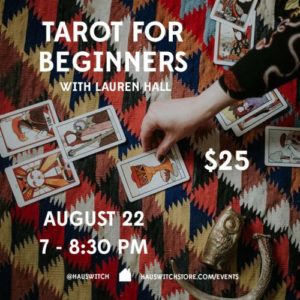 TAROT FOR
BEGINNERS
WITH LAUREN HALL
$25
AUGUST 22
7 - 8:30 PM
@HAUSWITCH
HAUSWITCHSTORE.COM/EVENTS